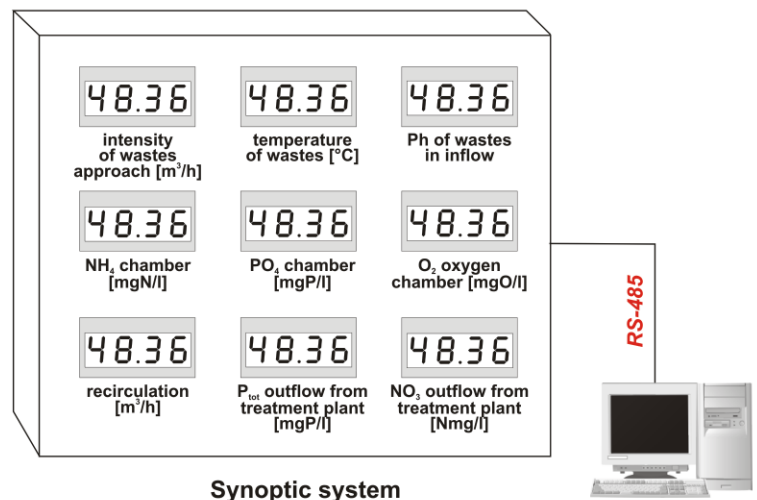 48.36 48.36 48.36
intensity
of wastes
approach [m³/h]
temperature
of wastes [°C]
Ph of wastes
in inflow
48.36 48.36 48.36
NH₄ chamber
[mgN/l]
PO₄ chamber
[mgP/l]
O₂ oxygen
chamber [mgO/l]
RS-485
48.36 48.36 48.36
recirculation
[m³/h]
Pₜₒₜ outflow from
treatment plant
[mgP/l]
NO₃ outflow from
treatment plant
[Nmg/l]
Synoptic system